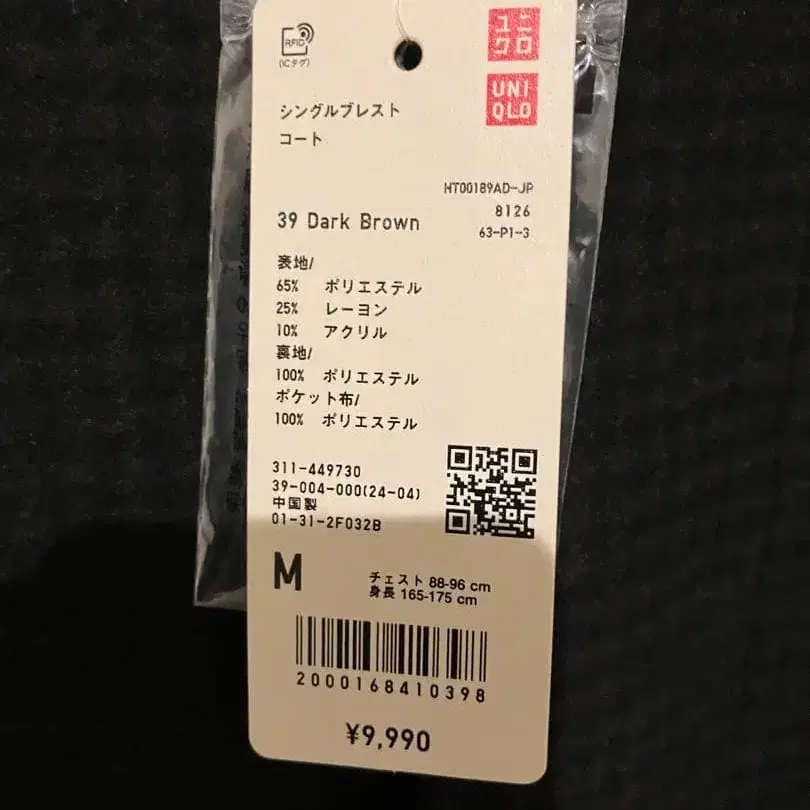 RFID
(ICタグ)
ユニ
クロ
UNI
QLO
シングルブレスト
コート
HT00189AD-JP
8126
63-P1-3
39 Dark Brown
表地/
65% ポリエステル
25% レーヨン
10% アクリル
裏地/
100% ポリエステル
ポケット布/
100% ポリエステル
311-449730
39-004-000(24-04)
中国製
01-31-2F032B
M
チェスト 88-96 cm
身長 165-175 cm
2000168410398
¥9,990